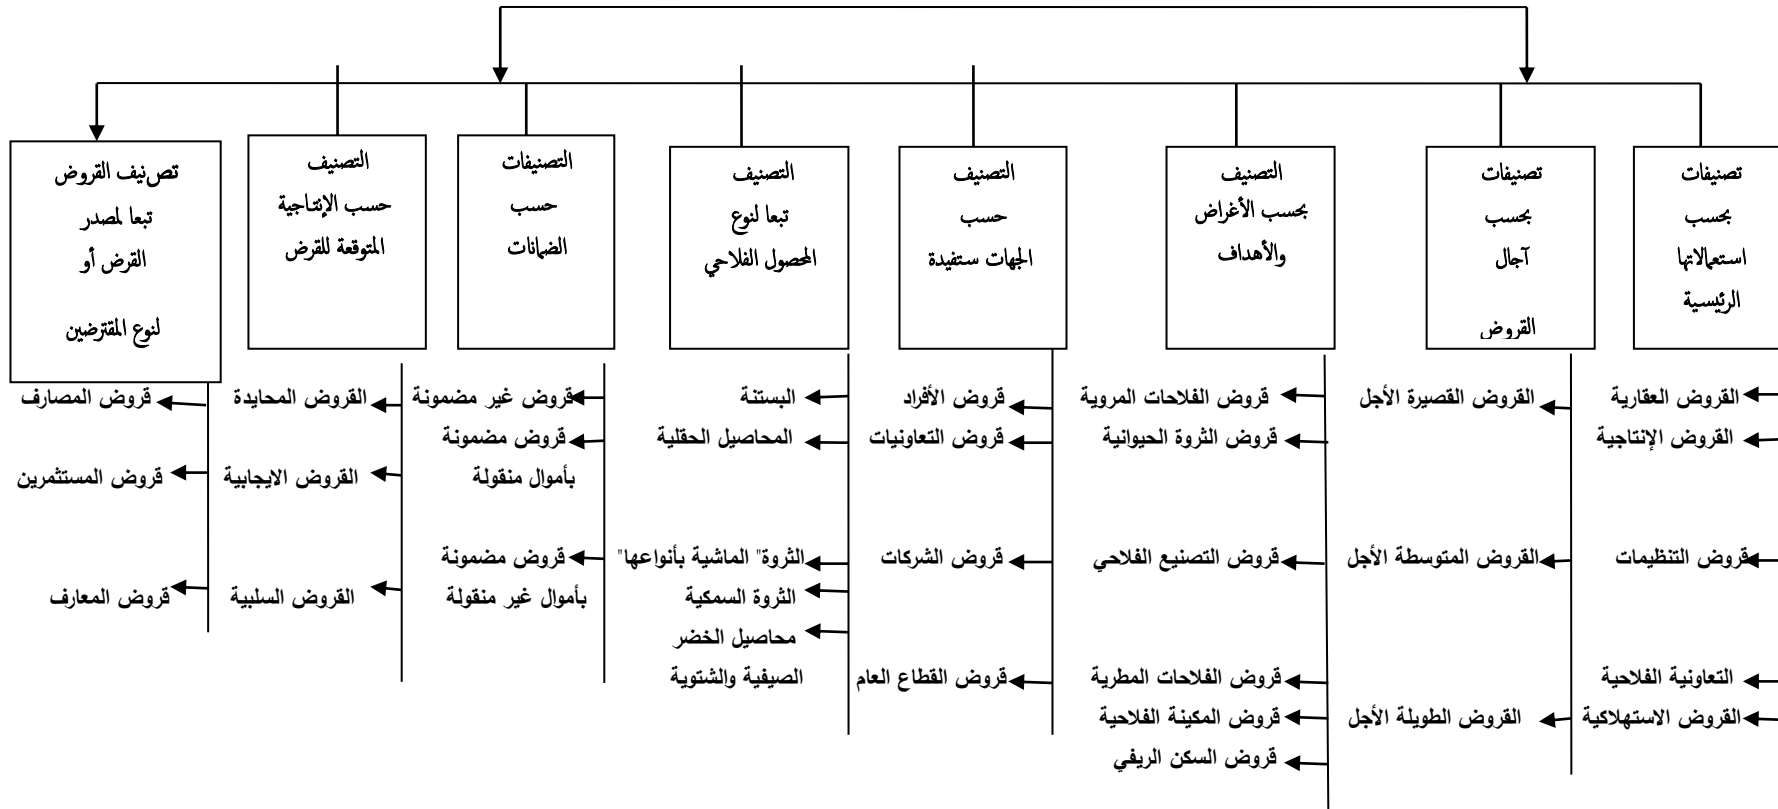 تصنيفات
بحسب
استعمالاتها
الرئيسية
القروض العقارية
القروض الإنتاجية
قروض التنظيمات
التعاونية الفلاحية
القروض الاستهلاكية
تصنيفات
بحسب
آجال
القروض
القروض القصيرة الأجل
القروض المتوسطة الأجل
القروض الطويلة الأجل
التصنيف
بحسب الأغراض
والأهداف
قروض الفلاحات المروية
قروض الثروة الحيوانية
قروض التصنيع الفلاحي
قروض الفلاحات المطرية
قروض المكينة الفلاحية
قروض السكن الريفي
التصنيف
حسب
الجهات ستفيدة
قروض الأفراد
قروض التعاونيات
قروض الشركات
قروض القطاع العام
التصنيف
تبعا لنوع
المحصول الفلاحي
البستنة
المحاصيل الحقلية
الثروة" الماشية بأنواعها"
الثروة السمكية
محاصيل الخضر
الصيفية والشتوية
التصنيفات
حسب
الضمانات
قروض غير مضمونة
قروض مضمونة
بأموال منقولة
قروض مضمونة
بأموال غير منقولة
التصنيف
حسب الإنتاجية
المتوقعة للقرض
القروض المحايدة
القروض الايجابية
القروض السلبية
تصنيف القروض
تبعا لمصدر
القرض أو
لنوع المقترضين
قروض المصارف
قروض المستثمرين
قروض المعارف